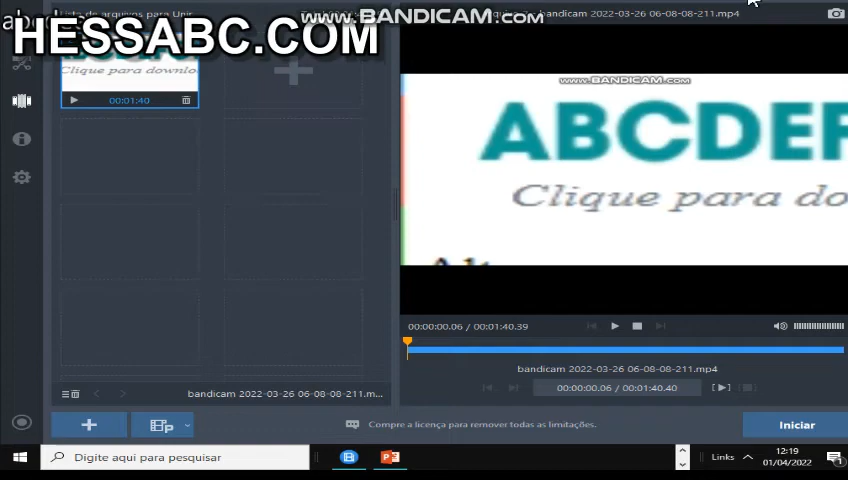 www.BANDICAM.com
bandicam 2022-03-26 06-08-08-211.mp4
Lista de arquivos para Unir
HESSABC.COM
Clique para downlo
00:01:40
www.BANDICAM.com
ABCDEF
Clique para do
00:00:00.06 / 00:01:40.39
bandicam 2022-03-26 06-08-08-211.mp4
bandicam 2022-03-26 06-08-08-211.m...
00:00:00.06 / 00:01:40.40
Compre a licença para remover todas as limitações.
Iniciar
Digite aqui para pesquisar
Links
12:19
01/04/2022
1